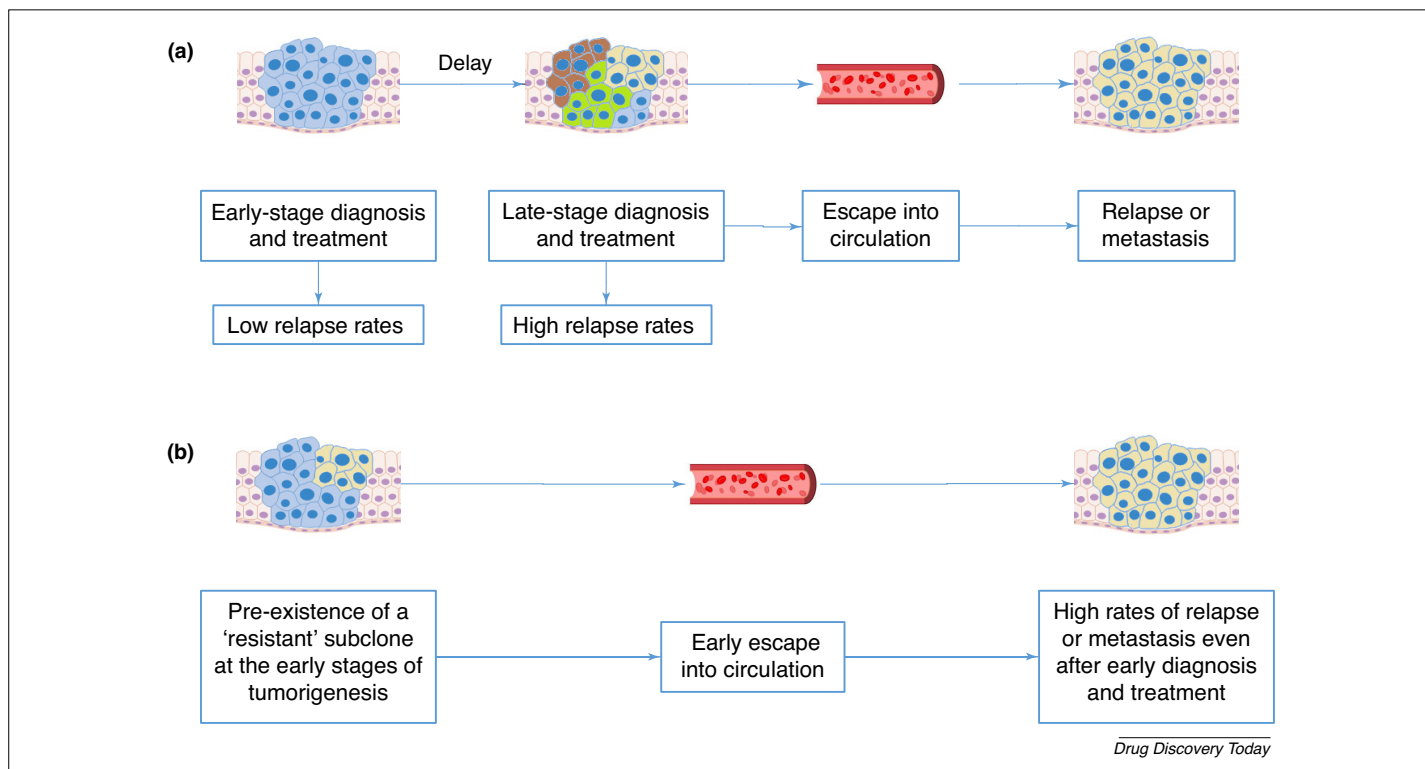 (a)
Delay
Early-stage diagnosis
and treatment
Late-stage diagnosis
and treatment
Escape into
circulation
Relapse or
metastasis
Low relapse rates
High relapse rates
(b)
Pre-existence of a
‘resistant’ subclone
at the early stages of
tumorigenesis
Early escape
into circulation
High rates of relapse
or metastasis even
after early diagnosis
and treatment
Drug Discovery Today